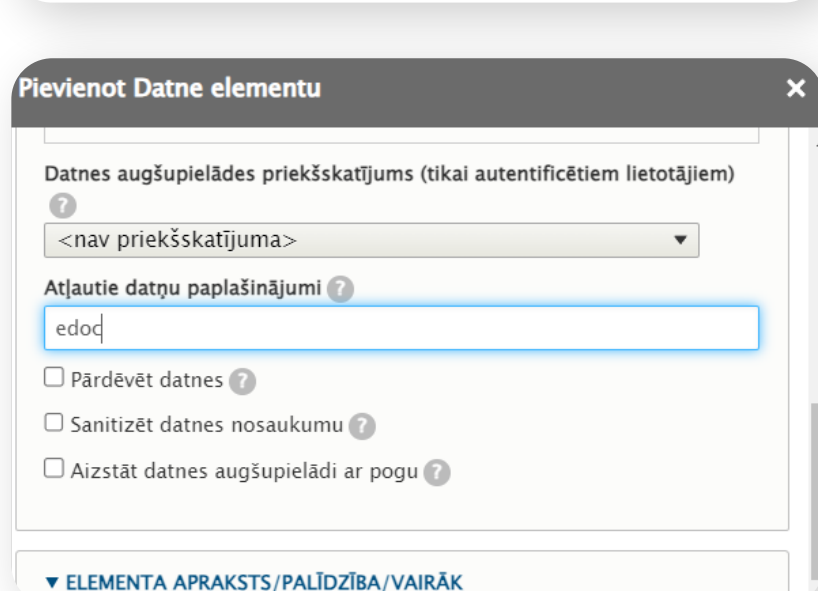 Pievienot Datne elementu
Datnes augšupielādes priekšskatījums (tikai autentificētiem lietotājiem)
?
<nav priekšskatījuma>
Atļautie datņu paplašinājumi ?
edoc
Pārdēvēt datnes ?
Sanitizēt datnes nosaukumu ?
Aizstāt datnes augšupielādi ar pogu ?
▼ ELEMENTA APRAKSTS/PALĪDZĪBA/VAIRĀK